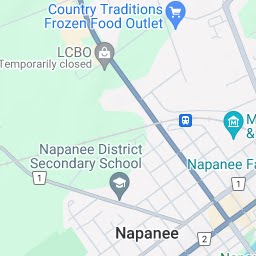 Country Traditions
Frozen Food Outlet
LCBO
Temporarily closed
M
&
Napanee District
Secondary School
Napanee Fa
1
1
Napanee
2